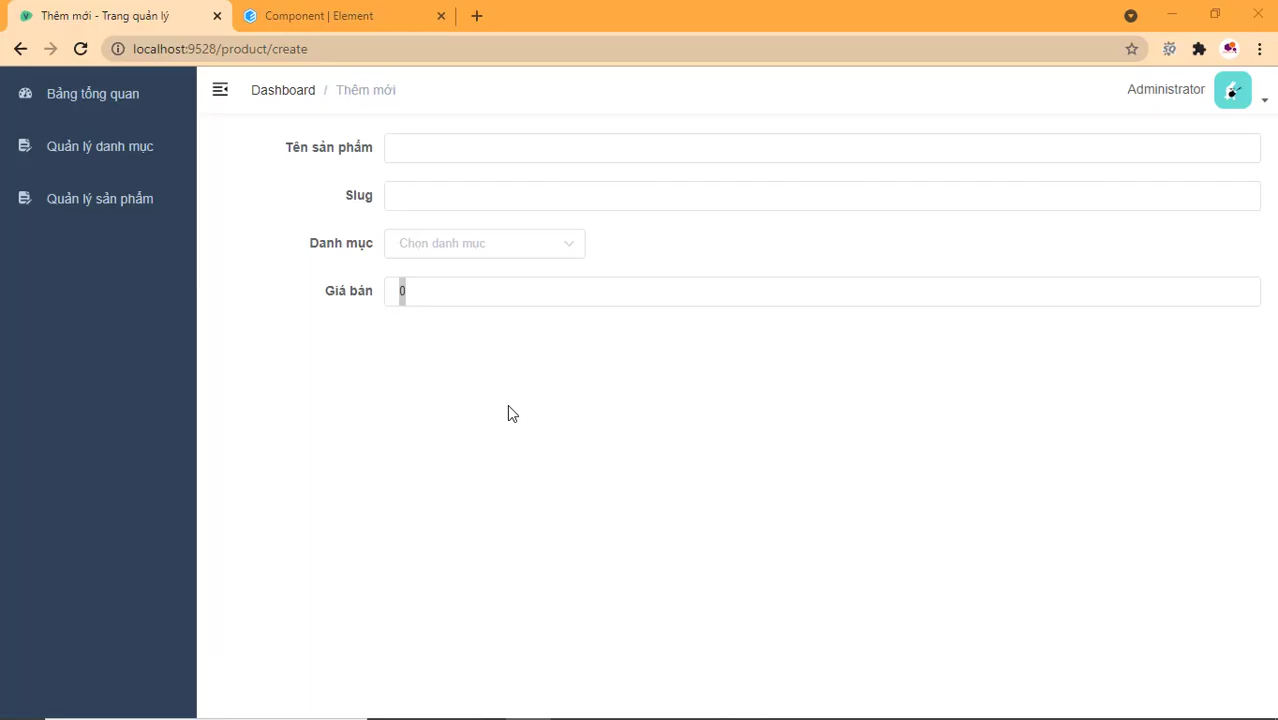 Thêm mới - Trang quản lý
Component | Element
localhost:9528/product/create
Bảng tổng quan
Dashboard / Thêm mới
Administrator
Quản lý danh mục
Quản lý sản phẩm
Tên sản phẩm
Slug
Danh mục
Chọn danh mục
Giá bán
0